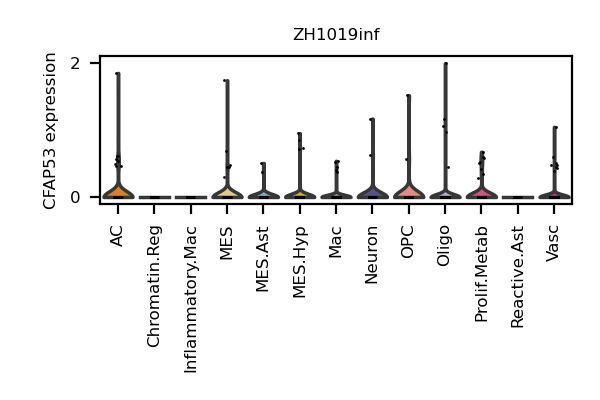 ZH1019inf
CFAP53 expression
2
0
AC
Chromatin.Reg
Inflammatory.Mac
MES
MES.Ast
MES.Hyp
Mac
Neuron
OPC
Oligo
Prolif.Metab
Reactive.Ast
Vasc